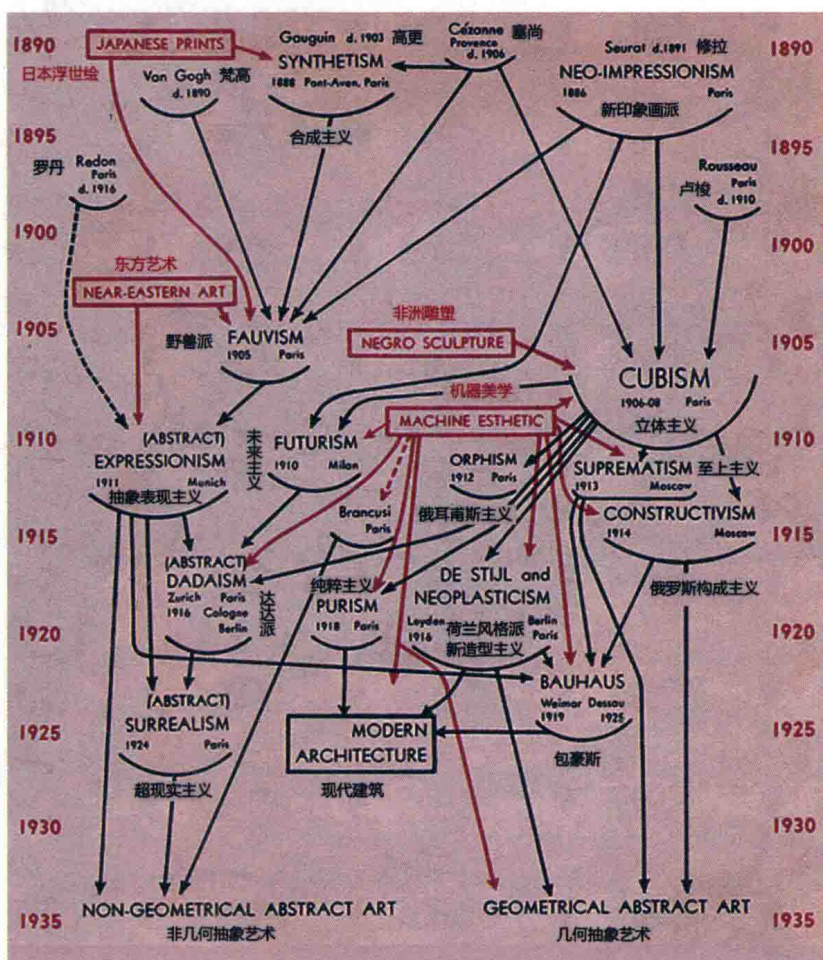 1890
JAPANESE PRINTS
日本浮世绘
Gauguin d. 1903 高更
SYNTHETISM
1888 Pont-Aven, Paris
合成主义
Cézanne 塞尚
Provence
d. 1906
Seurat d.1891 修拉
NEO-IMPRESSIONISM
1886 Paris
新印象画派
1890
Van Gogh 梵高
d. 1890
1895
1895
罗丹
Redon
Paris
d. 1916
Rousseau
Paris
d. 1910
卢梭
1900
1900
东方艺术
NEAR-EASTERN ART
1905
野兽派
FAUVISM
1905 Paris
非洲雕塑
NEGRO SCULPTURE
1905
CUBISM
1906-08 Paris
立体主义
机器美学
MACHINE ESTHETIC
1910
(ABSTRACT)
EXPRESSIONISM
1911 Munich
抽象表现主义
未来主义
FUTURISM
1910 Milan
ORPHISM
1912 Paris
俄耳甫斯主义
SUPREMATISM
1913 Moscow
至上主义
1910
Brancusi
Paris
CONSTRUCTIVISM
1914 Moscow
俄罗斯构成主义
1915
1915
(ABSTRACT)
DADAISM
Zurich Paris
1916 Cologne
Berlin
达达派
纯粹主义
PURISM
1918 Paris
DE STIJL and
NEOPLASTICISM
Leyden Berlin
1916 Paris
荷兰风格派
新造型主义
1920
1920
BAUHAUS
Weimar Dessau
1919 1925
包豪斯
(ABSTRACT)
SURREALISM
1924 Paris
超现实主义
MODERN
ARCHITECTURE
现代建筑
1925
1925
1930
1930
1935
NON-GEOMETRICAL ABSTRACT ART
非几何抽象艺术
GEOMETRICAL ABSTRACT ART
几何抽象艺术
1935